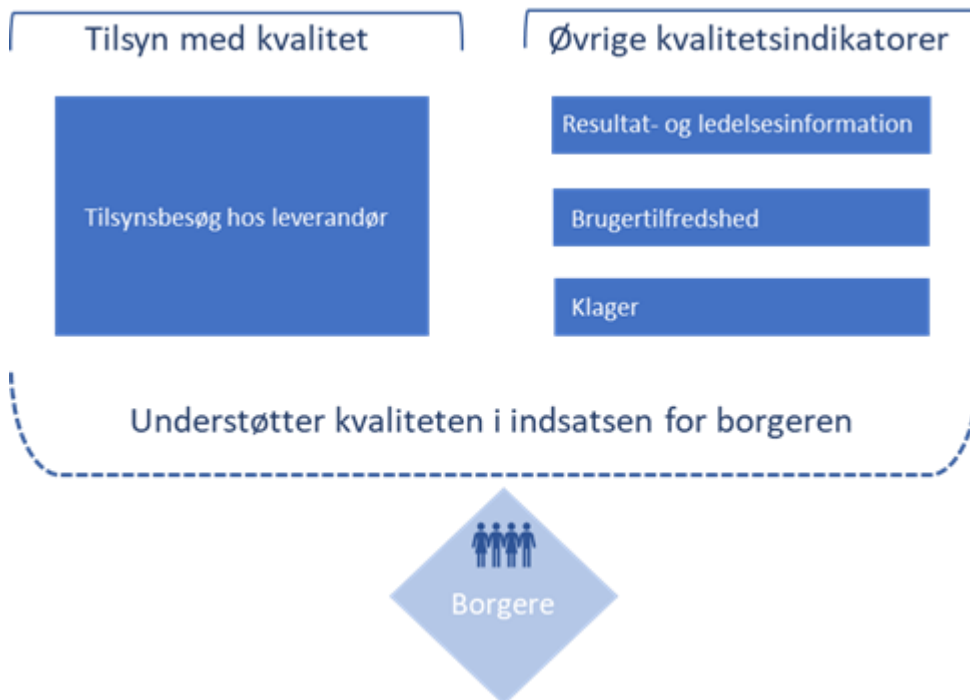 Tilsyn med kvalitet
Tilsynsbesøg hos leverandør
Øvrige kvalitetsindikatorer
Resultat- og ledelsesinformation
Brugertilfredshed
Klager
Understøtter kvaliteten i indsatsen for borgeren
Borgere